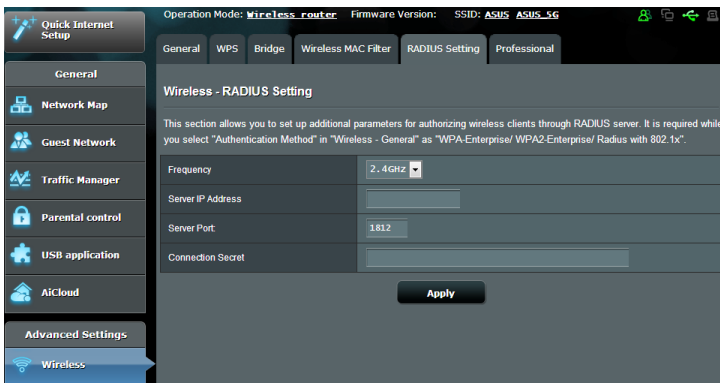 Quick Internet
Setup
Operation Mode: Wireless router Firmware Version: SSID: ASUS ASUS_5G
General WPS Bridge Wireless MAC Filter RADIUS Setting Professional
General
Network Map
Guest Network
Traffic Manager
Parental control
USB application
AiCloud
Advanced Settings
Wireless
Wireless - RADIUS Setting
This section allows you to set up additional parameters for authorizing wireless clients through RADIUS server. It is required while
you select "Authentication Method" in "Wireless - General" as "WPA-Enterprise/ WPA2-Enterprise/ Radius with 802.1x".
Frequency 2.4GHz
Server IP Address
Server Port: 1812
Connection Secret
Apply